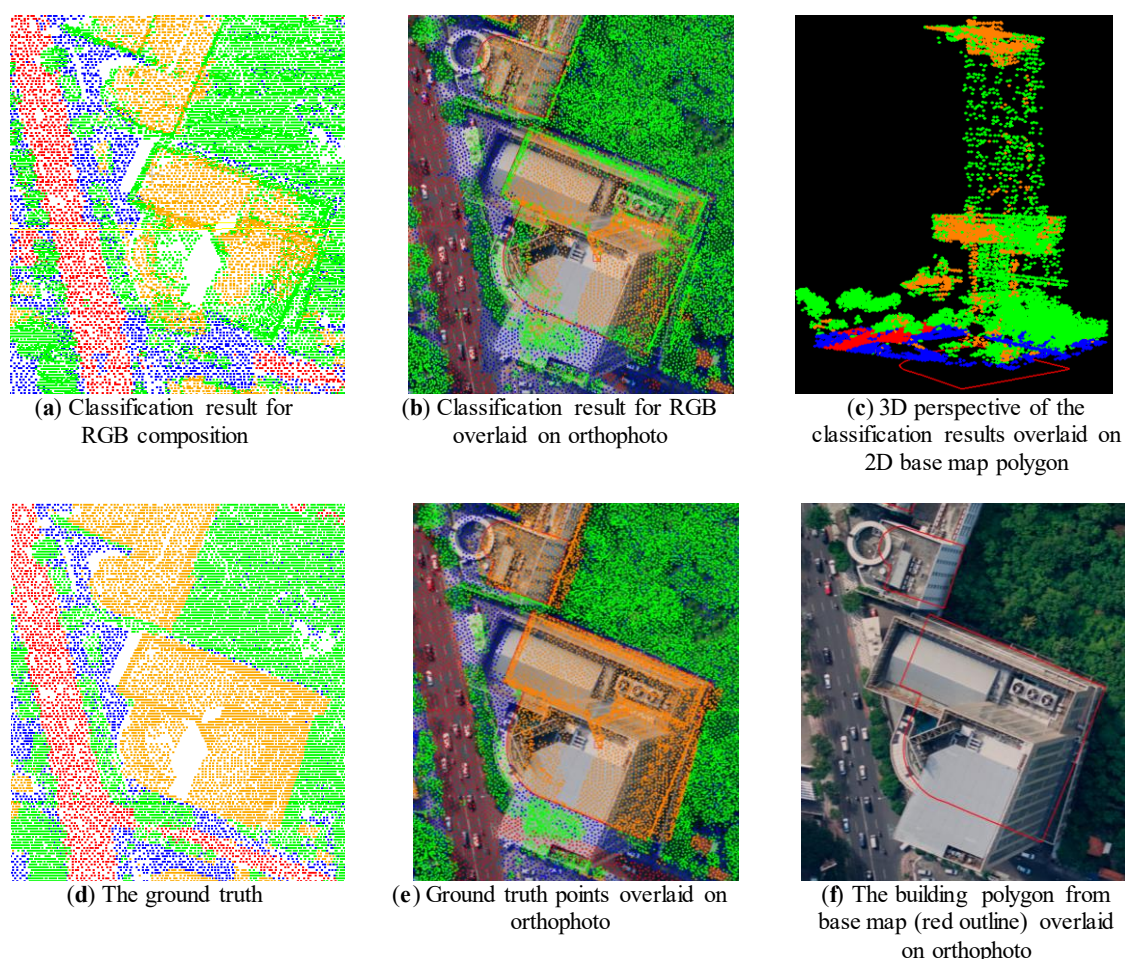 (a) Classification result for
RGB composition
(b) Classification result for RGB
overlaid on orthophoto
(c) 3D perspective of the
classification results overlaid on
2D base map polygon
(d) The ground truth
(e) Ground truth points overlaid on
orthophoto
(f) The building polygon from
base map (red outline) overlaid
on orthophoto